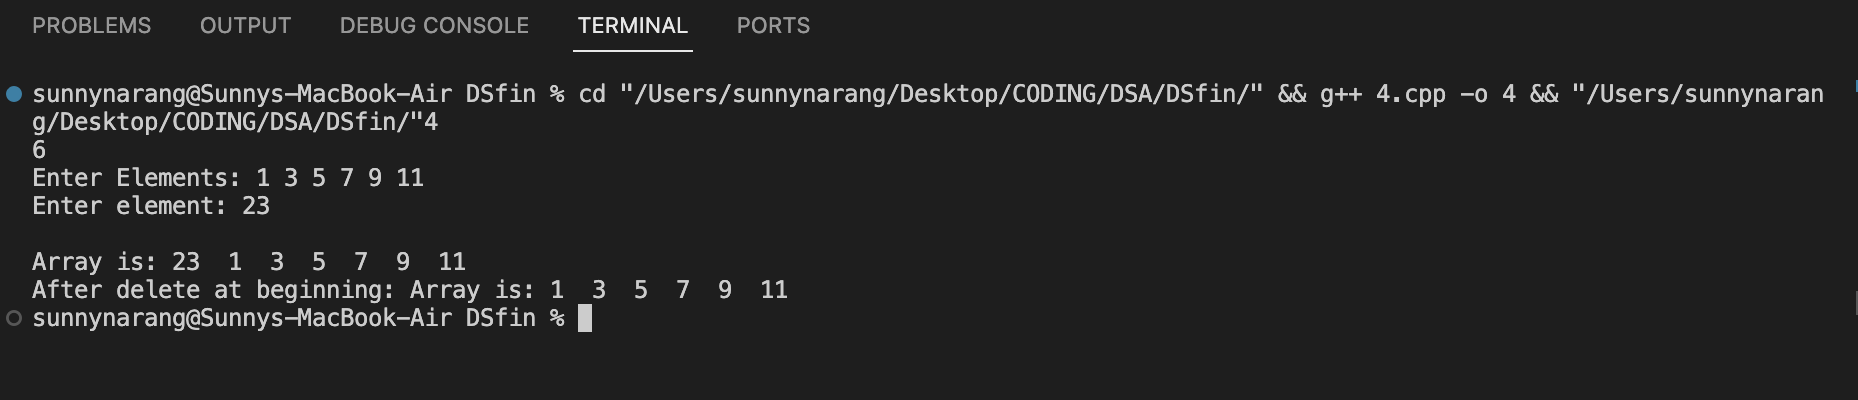 PROBLEMS OUTPUT DEBUG CONSOLE TERMINAL PORTS
sunnynarang@Sunnys-MacBook-Air DSfin % cd "/Users/sunnynarang/Desktop/CODING/DSA/DSfin/" && g++ 4.cpp -o 4 && "/Users/sunnynaran
g/Desktop/CODING/DSA/DSfin/"4
6
Enter Elements: 1 3 5 7 9 11
Enter element: 23
Array is: 23  1  3  5  7  9  11
After delete at beginning: Array is: 1  3  5  7  9  11
sunnynarang@Sunnys-MacBook-Air DSfin %